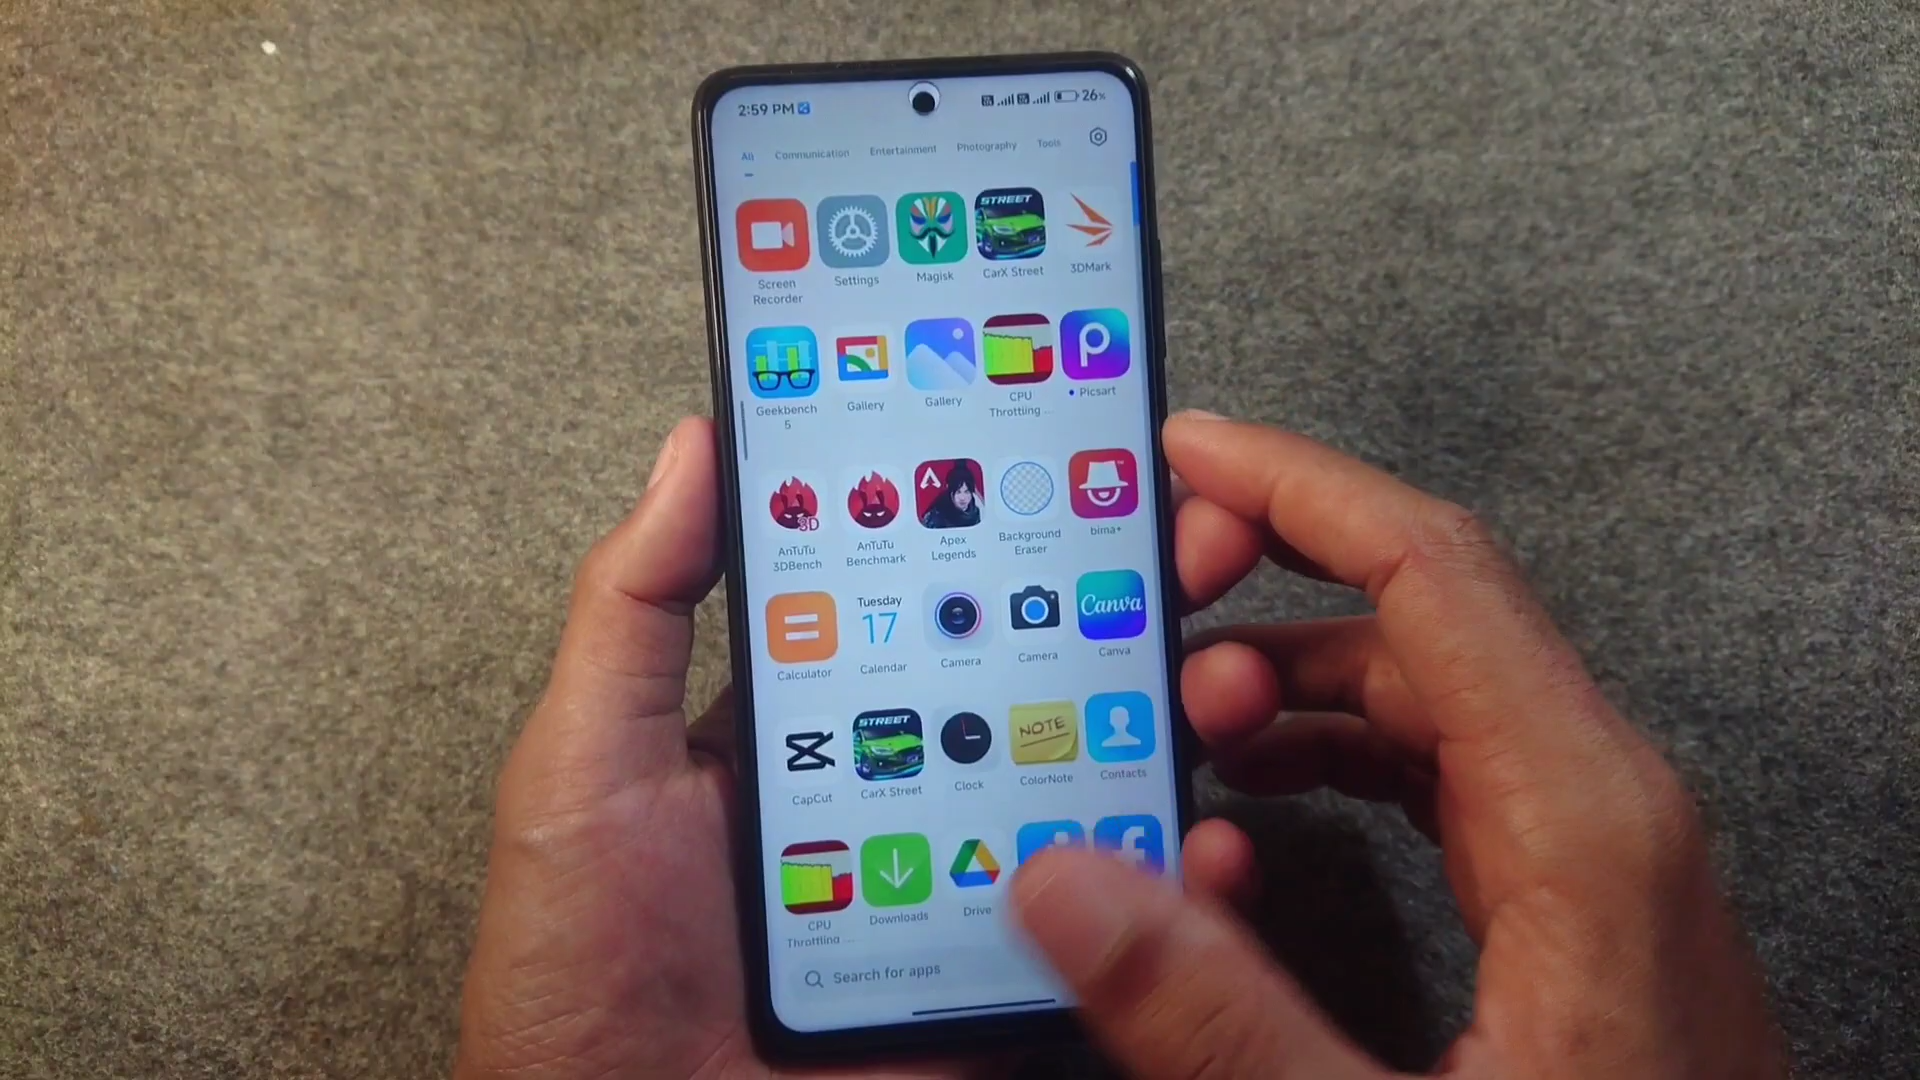 2:59 PM
26%
All Communication Entertainment Photography Tools
STREET
Screen
Recorder
Settings
Magisk
CarX Street
3DMark
Geekbench
5
Gallery
Gallery
CPU
Throttling ...
Picsart
3D
AnTuTu
3DBench
AnTuTu
Benchmark
Apex
Legends
Background
Eraser
bima+
Tuesday
17
Canva
Calculator
Calendar
Camera
Camera
Canva
STREET
NOTE
CapCut
CarX Street
Clock
ColorNote
Contacts
CPU
Throttling ...
Downloads
Drive
Search for apps